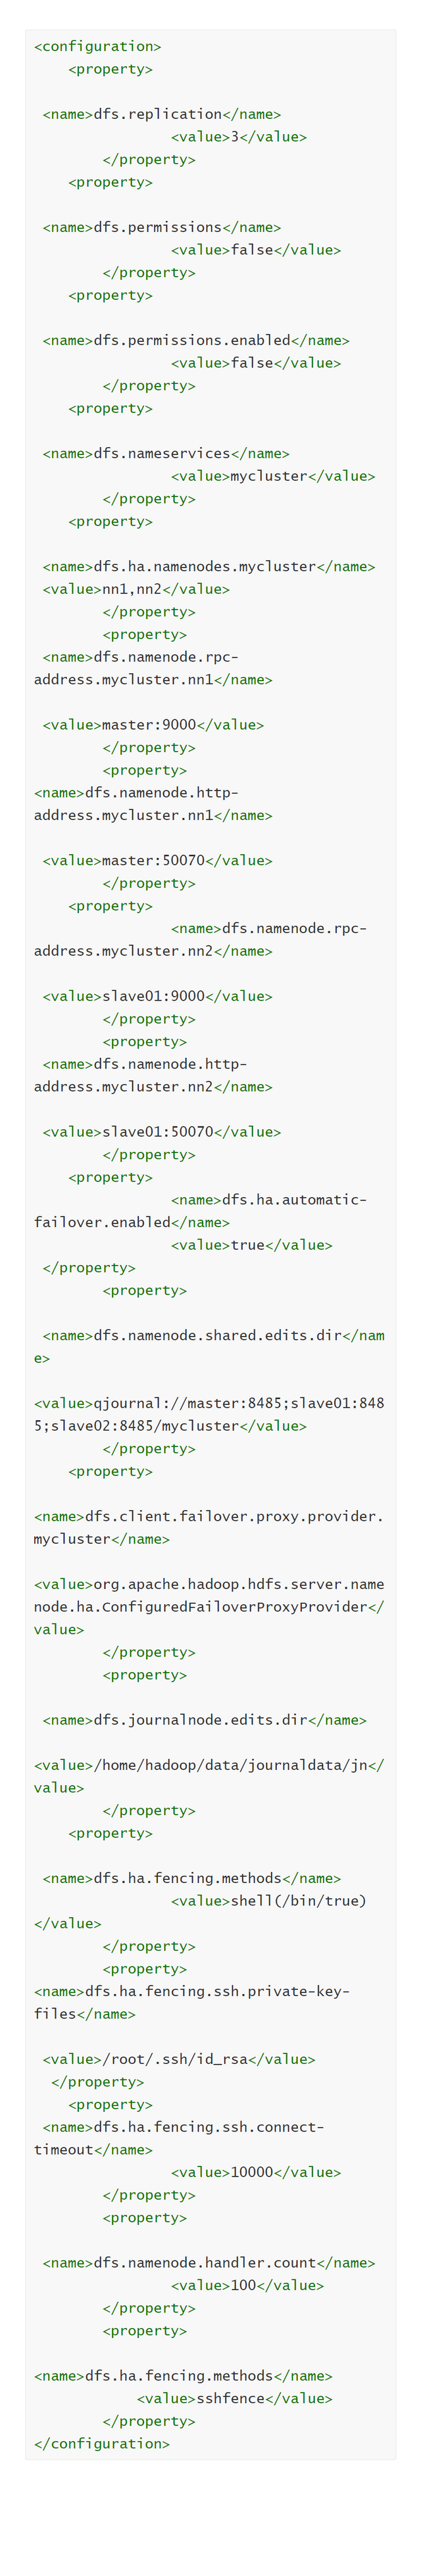 <configuration>
<property>
<name>dfs.replication</name>
<value>3</value>
</property>
<property>
<name>dfs.permissions</name>
<value>false</value>
</property>
<property>
<name>dfs.permissions.enabled</name>
<value>false</value>
</property>
<property>
<name>dfs.nameservices</name>
<value>mycluster</value>
</property>
<property>
<name>dfs.ha.namenodes.mycluster</name>
<value>nn1,nn2</value>
</property>
<property>
<name>dfs.namenode.rpc-
address.mycluster.nn1</name>
<value>master:9000</value>
</property>
<property>
<name>dfs.namenode.http-
address.mycluster.nn1</name>
<value>master:50070</value>
</property>
<property>
<name>dfs.namenode.rpc-
address.mycluster.nn2</name>
<value>slave01:9000</value>
</property>
<property>
<name>dfs.namenode.http-
address.mycluster.nn2</name>
<value>slave01:50070</value>
</property>
<property>
<name>dfs.ha.automatic-
failover.enabled</name>
<value>true</value>
</property>
<property>
<name>dfs.namenode.shared.edits.dir</nam
e>
<value>qjournal://master:8485;slave01:848
5;slave02:8485/mycluster</value>
</property>
<property>
<name>dfs.client.failover.proxy.provider.
mycluster</name>
<value>org.apache.hadoop.hdfs.server.name
node.ha.ConfiguredFailoverProxyProvider</
value>
</property>
<property>
<name>dfs.journalnode.edits.dir</name>
<value>/home/hadoop/data/journaldata/jn</
value>
</property>
<property>
<name>dfs.ha.fencing.methods</name>
<value>shell(/bin/true)
</value>
</property>
<property>
<name>dfs.ha.fencing.ssh.private-key-
files</name>
<value>/root/.ssh/id_rsa</value>
</property>
<property>
<name>dfs.ha.fencing.ssh.connect-
timeout</name>
<value>10000</value>
</property>
<property>
<name>dfs.namenode.handler.count</name>
<value>100</value>
</property>
<property>
<name>dfs.ha.fencing.methods</name>
<value>sshfence</value>
</property>
</configuration>